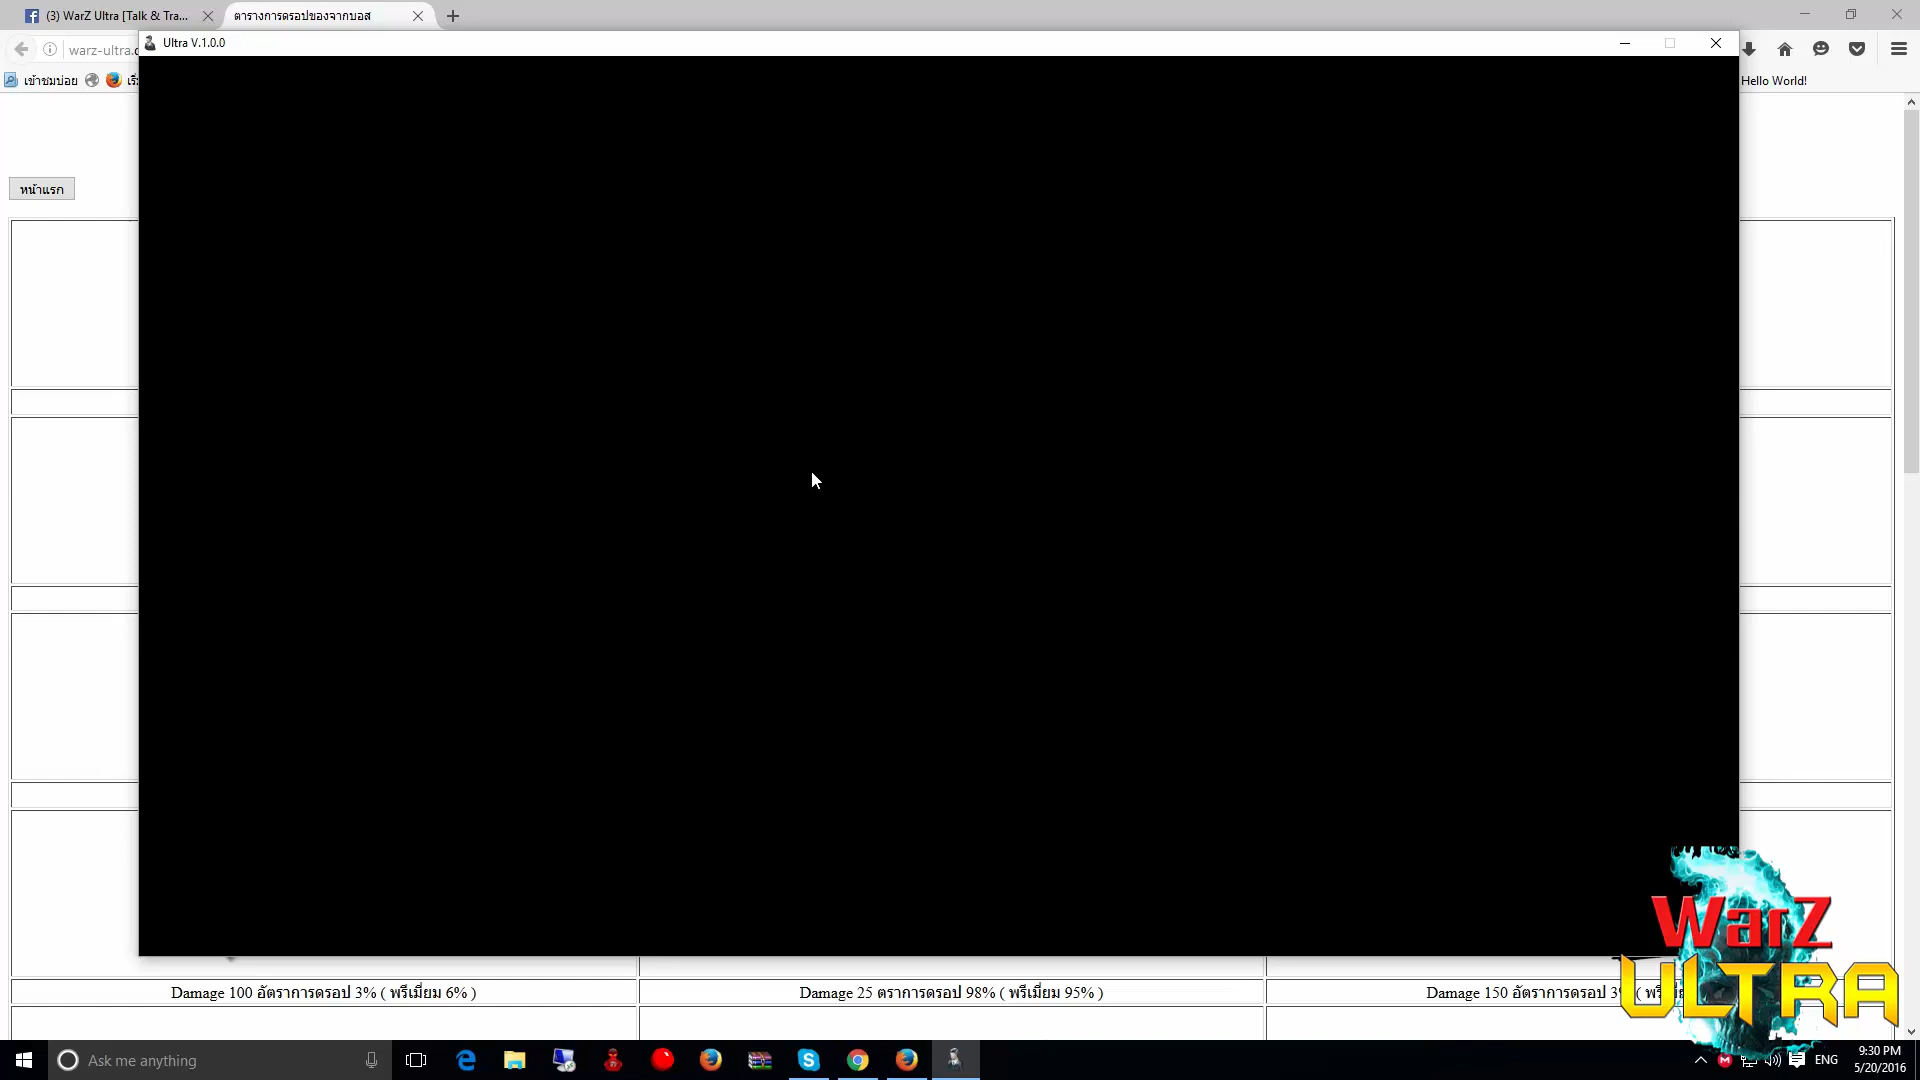 (3) WarZ Ultra [Talk & Tra...
ตารางการดรอปของจากบอส
Ultra V.1.0.0
warz-ultra.c
เข้าชมบ่อย
เริ่
Hello World!
หน้าแรก
Damage 100 อัตราการดรอป 3% ( พรีเมี่ยม 6% )
Damage 25 ตราการดรอป 98% ( พรีเมี่ยม 95% )
Damage 150 อัตราการดรอป 3% (
WarZ
ULTRA
Ask me anything
ENG
9:30 PM
5/20/2016